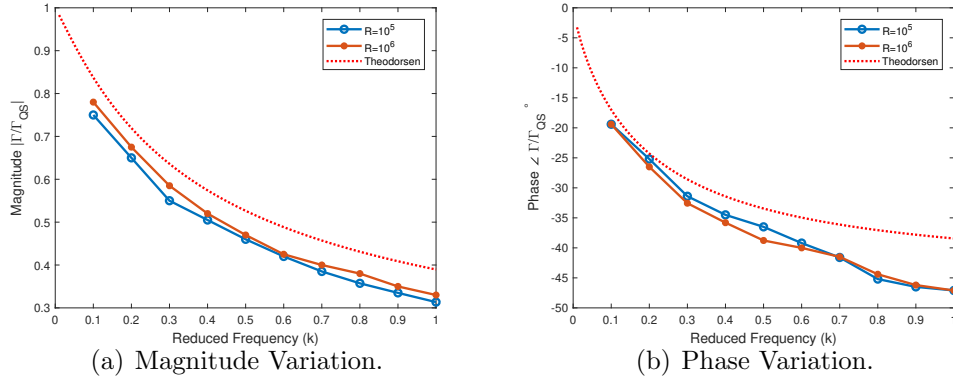 1
0.9
0.8
0.7
0.6
0.5
0.4
0.3
Magnitude |Γ/Γ_QS|
R=10^5
R=10^6
Theodorsen
0.1 0.2 0.3 0.4 0.5 0.6 0.7 0.8 0.9 1
Reduced Frequency (k)
(a) Magnitude Variation.
0
-5
-10
-15
-20
-25
-30
-35
-40
-45
-50
Phase ∠ Γ/Γ_QS°
R=10^5
R=10^6
Theodorsen
0 0.1 0.2 0.3 0.4 0.5 0.6 0.7 0.8 0.9 1
Reduced Frequency (k)
(b) Phase Variation.